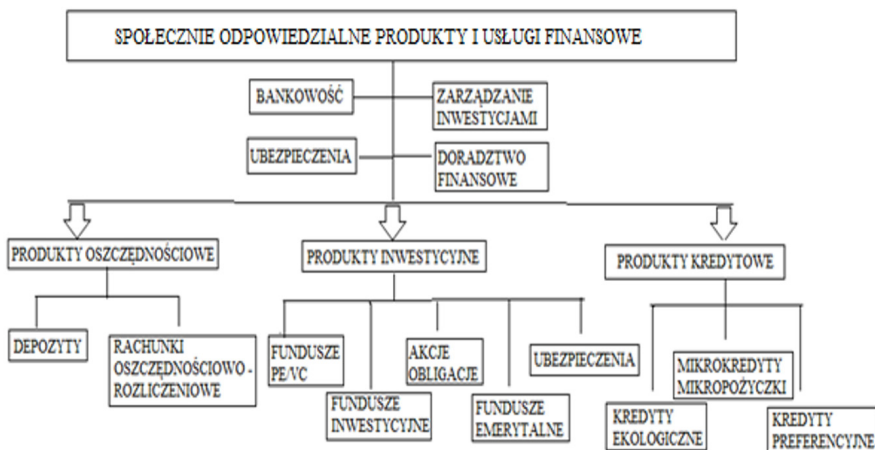 SPOŁECZNIE ODPOWIEDZIALNE PRODUKTY I USŁUGI FINANSOWE
BANKOWOŚĆ
ZARZĄDZANIE
INWESTYCJAMI
UBEZPIECZENIA
DORADZTWO
FINANSOWE
PRODUKTY OSZCZĘDNOŚCIOWE
PRODUKTY INWESTYCYJNE
PRODUKTY KREDYTOWE
DEPOZYTY
RACHUNKI
OSZCZĘDNOŚCIOWO -
ROZLICZENIOWE
FUNDUSZE
PE/VC
FUNDUSZE
INWESTYCYJNE
AKCJE
OBLIGACJE
FUNDUSZE
EMERYTALNE
UBEZPIECZENIA
KREDYTY
EKOLOGICZNE
MIKROKREDYTY
MIKROPOŻYCZKI
KREDYTY
PREFERENCYJNE